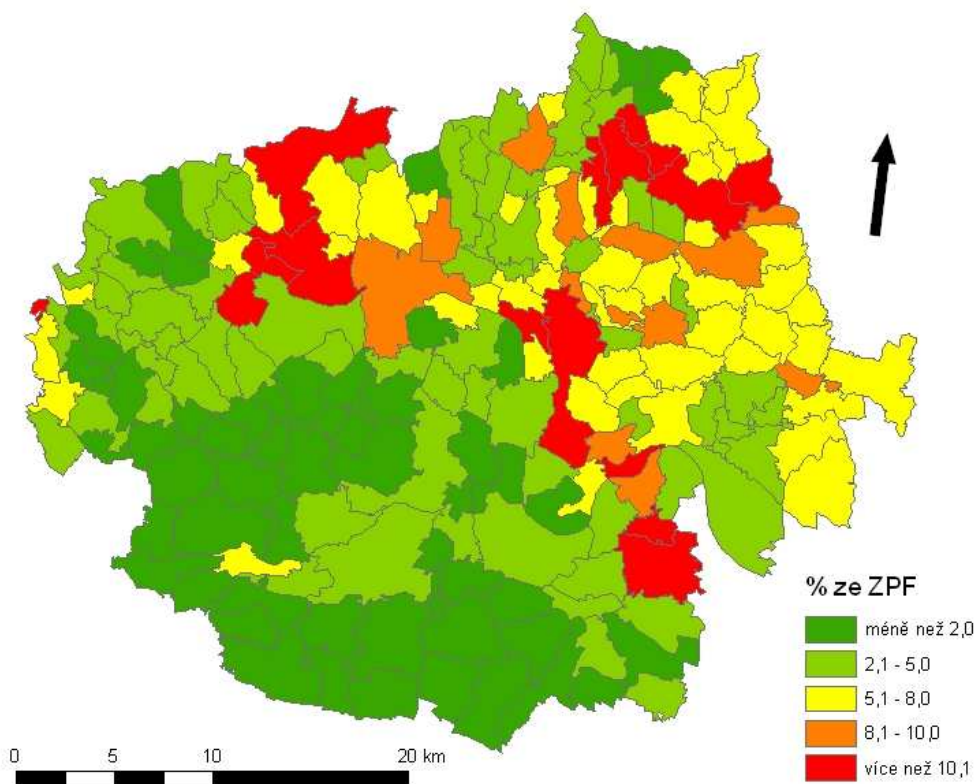 % ze ZPF
méně než 2,0
2,1 - 5,0
5,1 - 8,0
8,1 - 10,0
více než 10,1
0 5 10 20 km